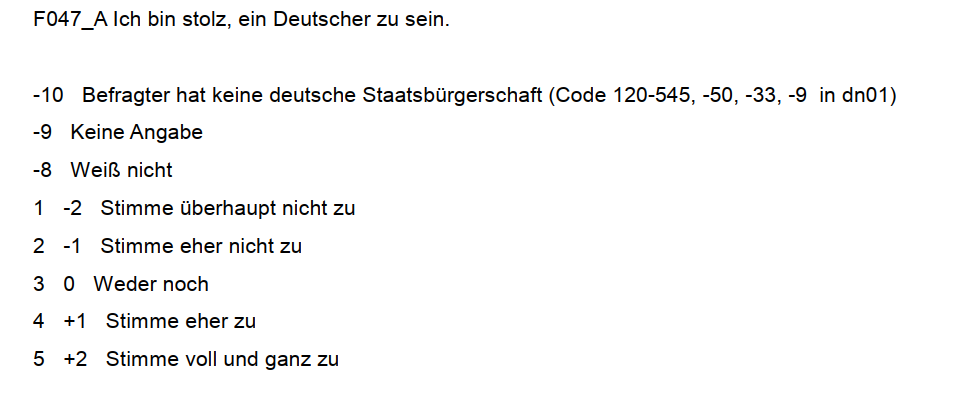 F047_A Ich bin stolz, ein Deutscher zu sein.
-10 Befragter hat keine deutsche Staatsbürgerschaft (Code 120-545, -50, -33, -9 in dn01)
-9 Keine Angabe
-8 Weiß nicht
1 -2 Stimme überhaupt nicht zu
2 -1 Stimme eher nicht zu
3 0 Weder noch
4 +1 Stimme eher zu
5 +2 Stimme voll und ganz zu